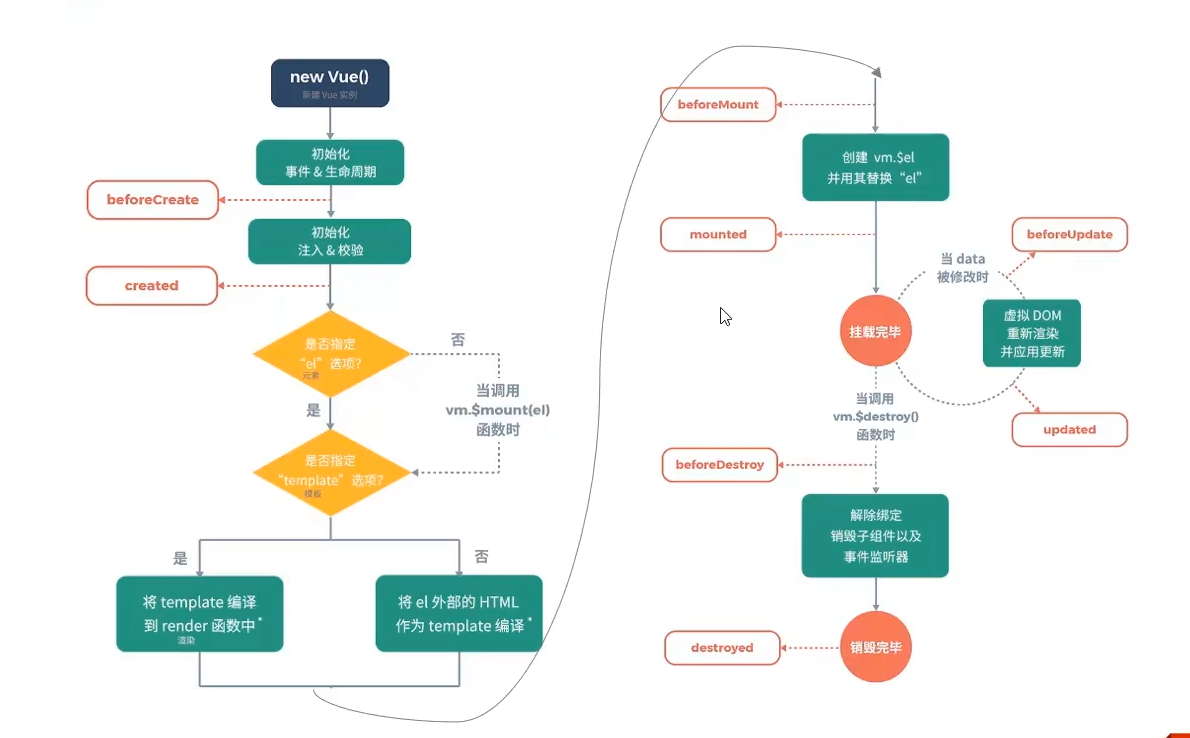 new Vue()
新建 Vue 实例
初始化
事件 & 生命周期
beforeCreate
初始化
注入 & 校验
created
是否指定
“el”选项?
元素
否
当调用
vm.$mount(el)
函数时
是
是否指定
“template”选项?
模板
是
否
将 template 编译
到 render 函数中*
渲染
将 el 外部的 HTML
作为 template 编译*
beforeMount
创建 vm.$el
并用其替换“el”
mounted
当 data
被修改时
beforeUpdate
挂载完毕
虚拟 DOM
重新渲染
并应用更新
updated
当调用
vm.$destroy()
函数时
beforeDestroy
解除绑定
销毁子组件以及
事件监听器
销毁完毕
destroyed